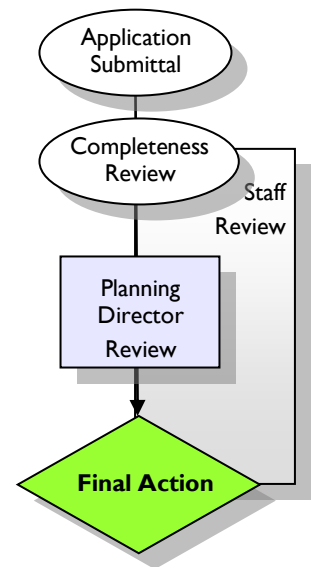 Application
Submittal
Completeness
Review
Staff
Review
Planning
Director
Review
Final Action